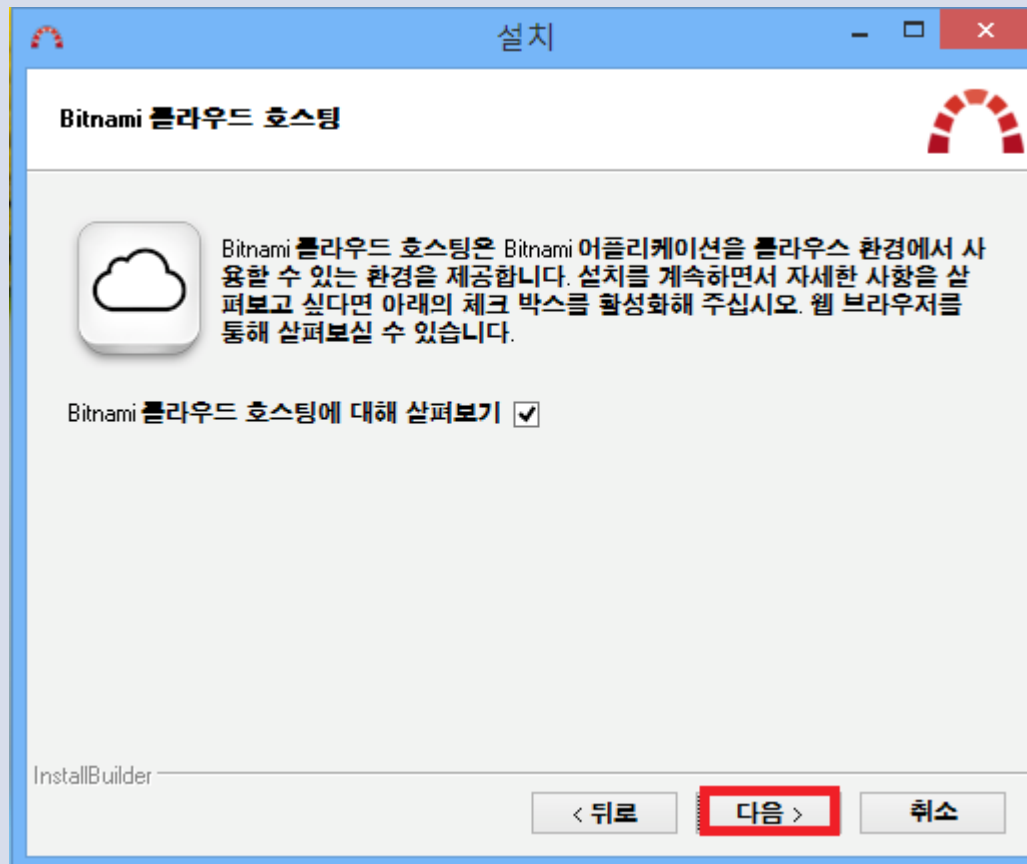 설치
Bitnami 클라우드 호스팅
Bitnami 클라우드 호스팅은 Bitnami 어플리케이션을 클라우스 환경에서 사
용할 수 있는 환경을 제공합니다. 설치를 계속하면서 자세한 사항을 살
펴보고 싶다면 아래의 체크 박스를 활성화해 주십시오. 웹 브라우저를
통해 살펴보실 수 있습니다.
Bitnami 클라우드 호스팅에 대해 살펴보기
InstallBuilder
< 뒤로
다음 >
취소